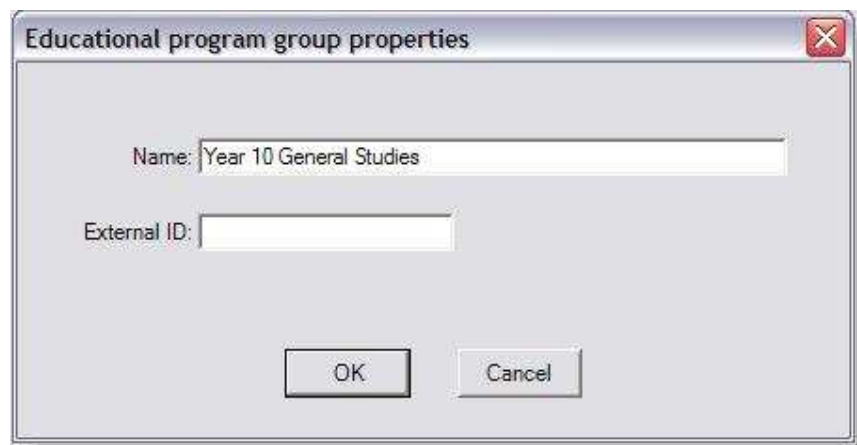 Educational program group properties
Name: Year 10 General Studies
External ID:
OK Cancel